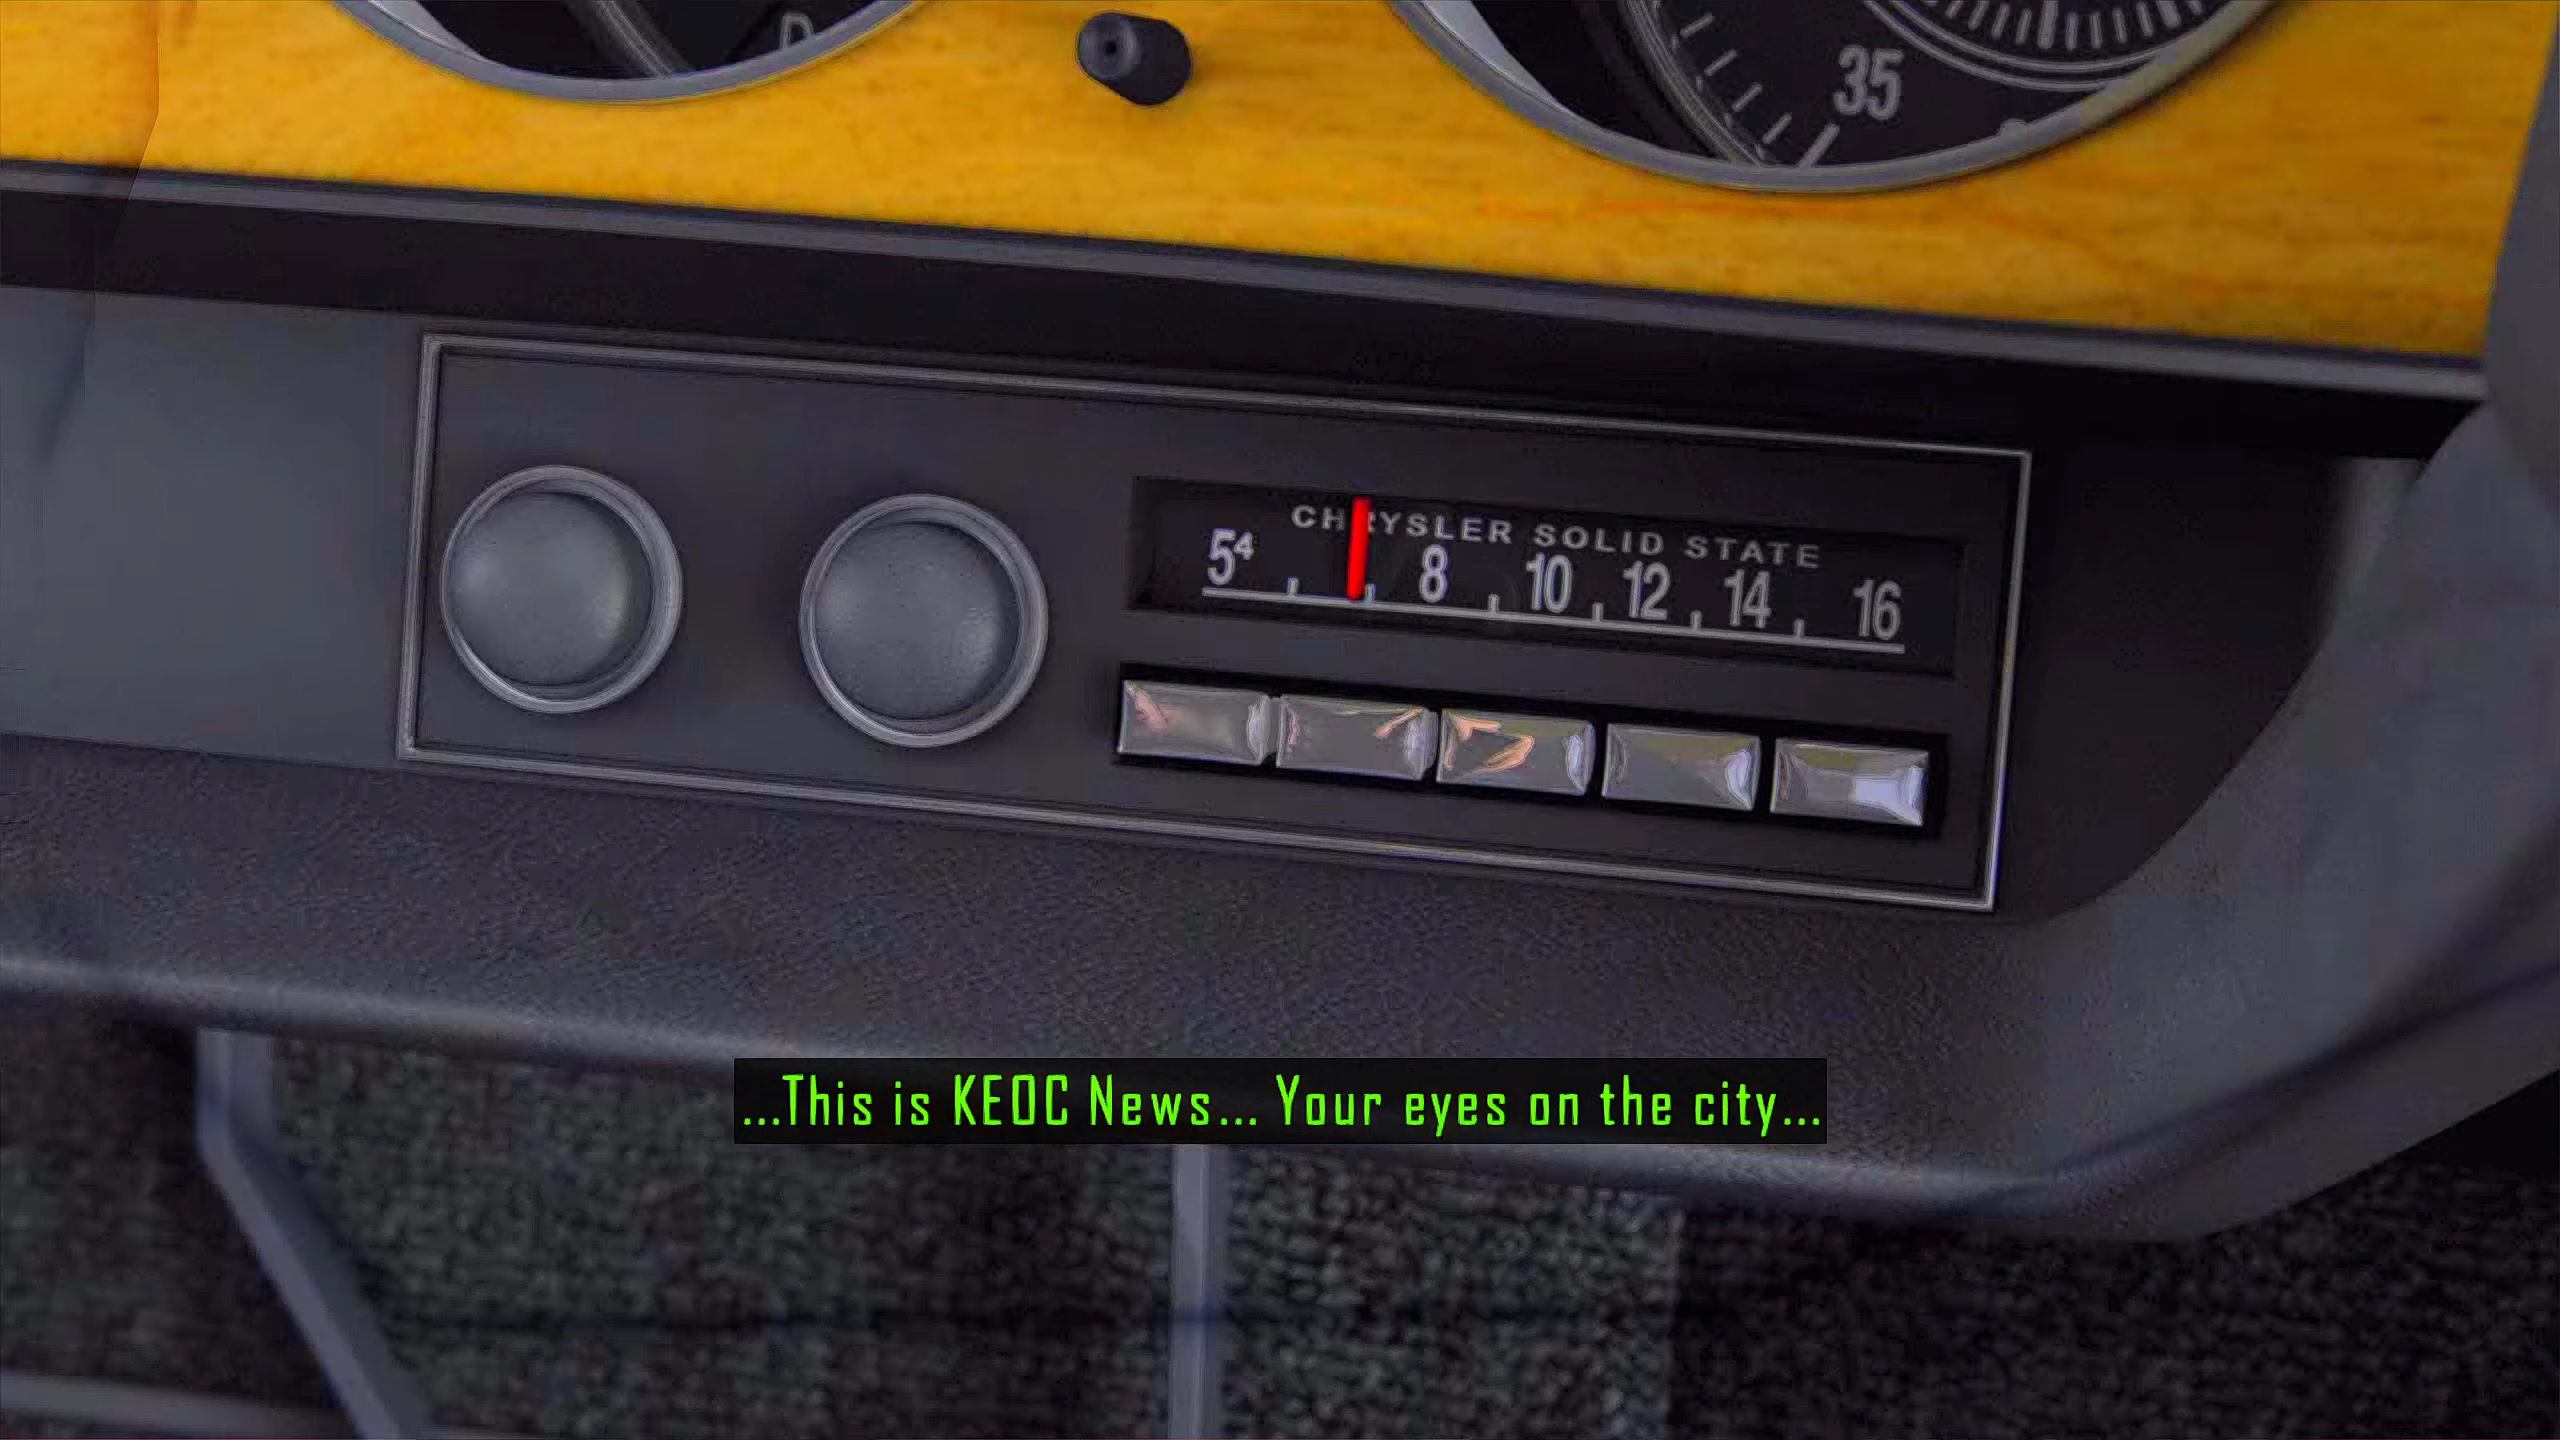 35
CHRYSLER SOLID STATE
5⁴ 8 10 12 14 16
...This is KEOC News... Your eyes on the city...